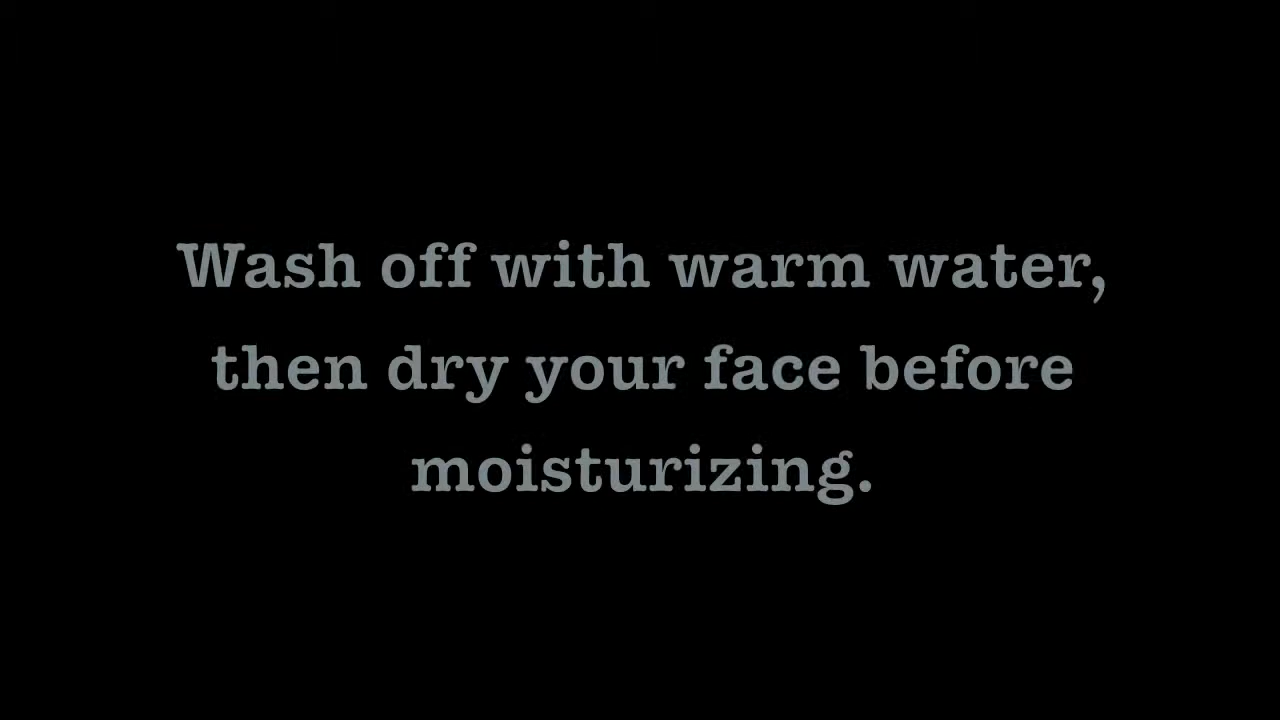 Wash off with warm water,
then dry your face before
moisturizing.